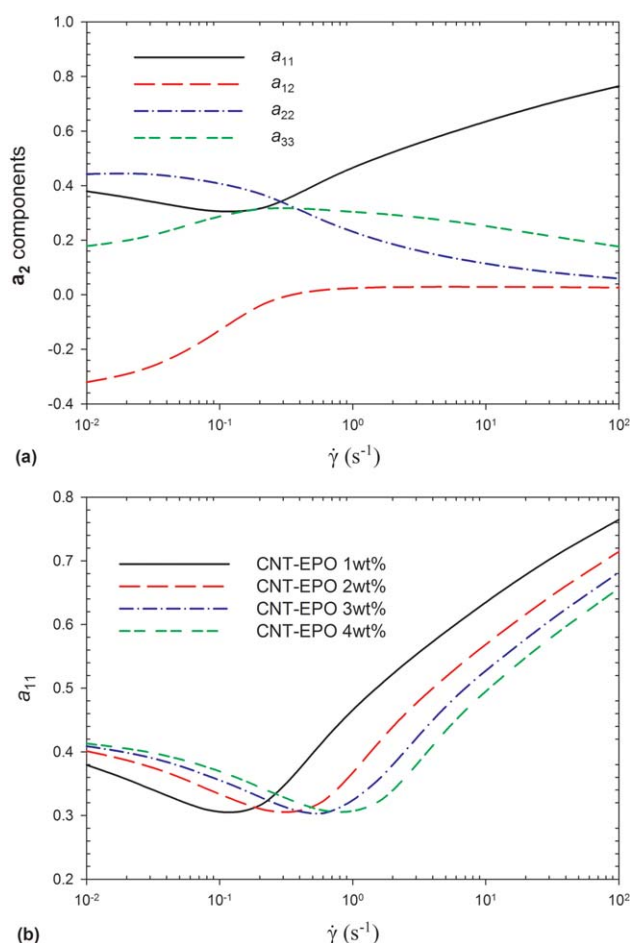 1.0
0.8
0.6
0.4
0.2
0.0
-0.2
-0.4
a₂ components
a₁₁
a₁₂
a₂₂
a₃₃
10⁻² 10⁻¹ 10⁰ 10¹ 10²
(a)
γ̇ (s⁻¹)
0.8
0.7
0.6
0.5
0.4
0.3
0.2
a₁₁
CNT-EPO 1wt%
CNT-EPO 2wt%
CNT-EPO 3wt%
CNT-EPO 4wt%
10⁻² 10⁻¹ 10⁰ 10¹ 10²
(b)
γ̇ (s⁻¹)